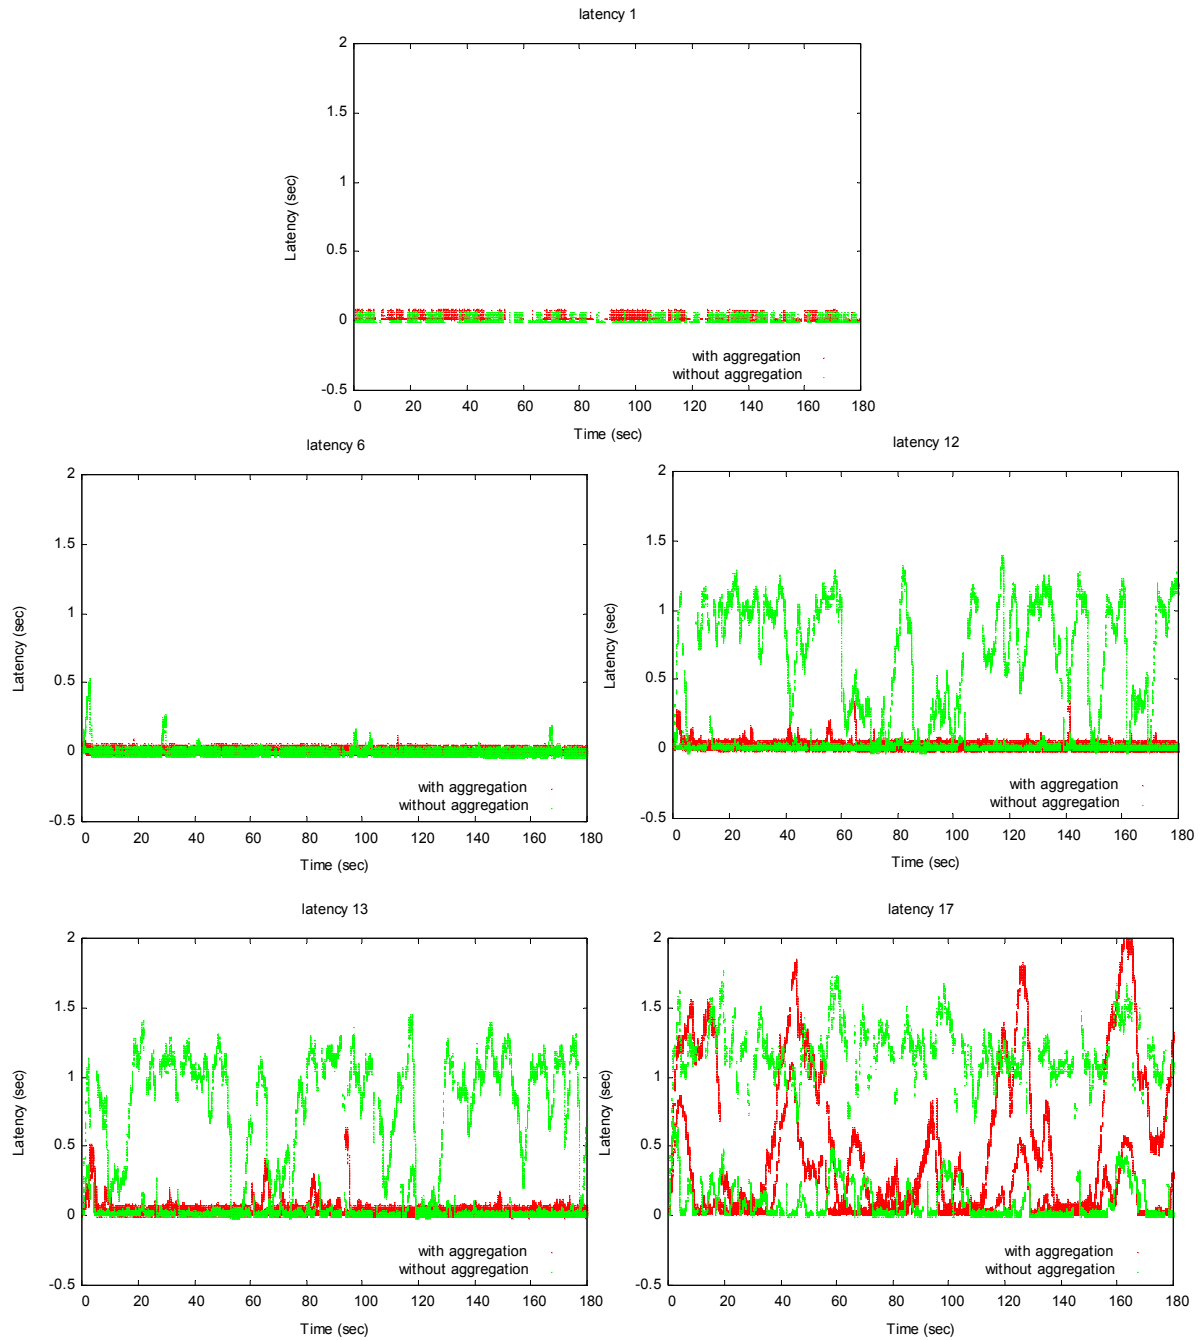 latency 1
2
1.5
1
0.5
0
-0.5
Latency (sec)
with aggregation
without aggregation
0 20 40 60 80 100 120 140 160 180
Time (sec)
latency 6
2
1.5
1
0.5
0
-0.5
Latency (sec)
with aggregation
without aggregation
0 20 40 60 80 100 120 140 160 180
Time (sec)
latency 12
2
1.5
1
0.5
0
-0.5
Latency (sec)
with aggregation
without aggregation
0 20 40 60 80 100 120 140 160 180
Time (sec)
latency 13
2
1.5
1
0.5
0
-0.5
Latency (sec)
with aggregation
without aggregation
0 20 40 60 80 100 120 140 160 180
Time (sec)
latency 17
2
1.5
1
0.5
0
-0.5
Latency (sec)
with aggregation
without aggregation
0 20 40 60 80 100 120 140 160 180
Time (sec)